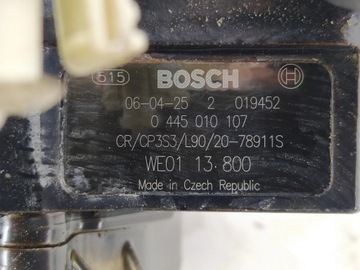 615 BOSCH
06-04-25 2 019452
0 445 010 107
CR/CP3S3/L90/20-78911S
WE01 13.800
Made in Czech Republic